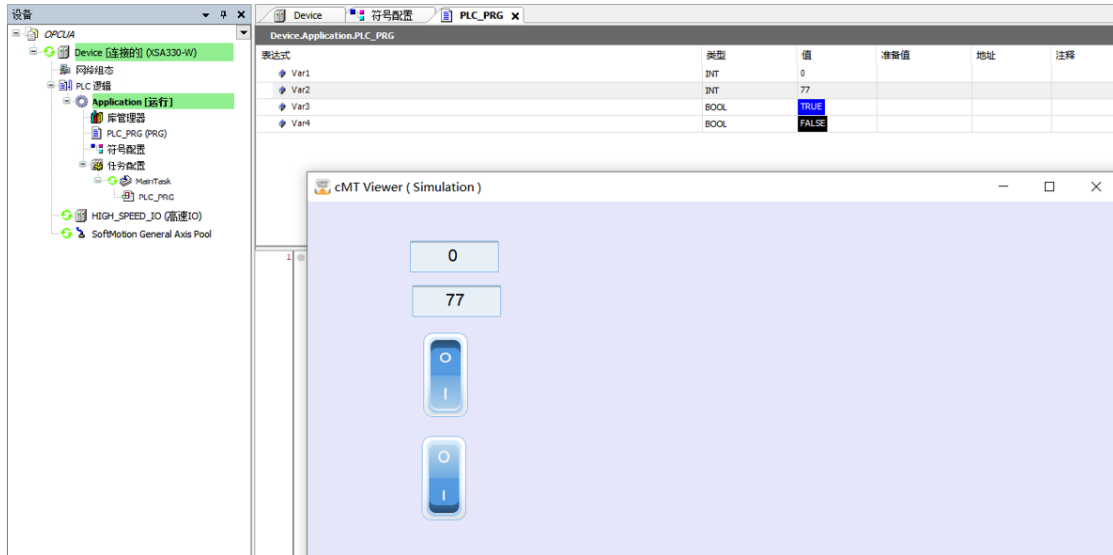 设备
Device
符号配置
PLC_PRG
OPCUA
Device [连接的] (XSA330-W)
网络组态
PLC 逻辑
Application [运行]
库管理器
PLC_PRG (PRG)
符号配置
任务配置
MainTask
PLC_PRG
HIGH_SPEED_IO (高速IO)
SoftMotion General Axis Pool
Device.Application.PLC_PRG
表达式 类型 值 准备值 地址 注释
Var1 INT 0
Var2 INT 77
Var3 BOOL TRUE
Var4 BOOL FALSE
1
cMT Viewer ( Simulation )
0
77
O
I
O
I